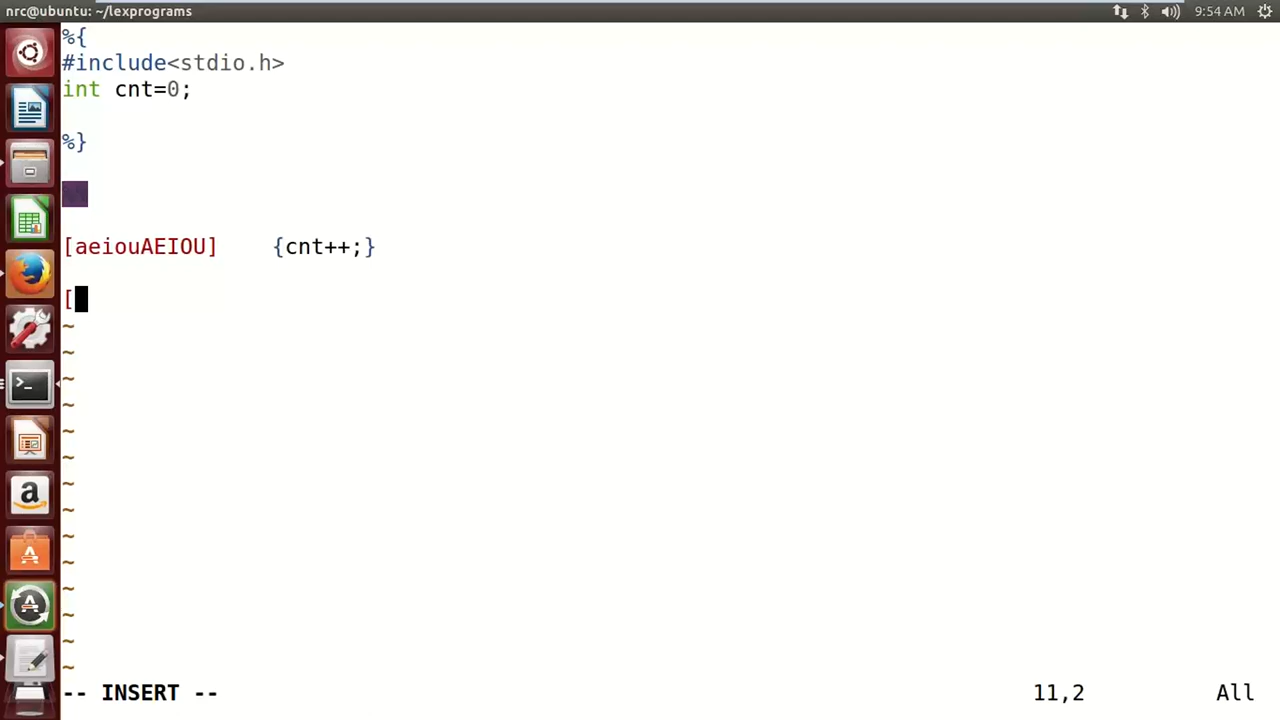 nrc@ubuntu: ~/lexprograms
9:54 AM
%{
#include<stdio.h>
int cnt=0;
%}
%%
[aeiouAEIOU] {cnt++;}
[
~
~
~
~
~
~
~
~
~
~
~
~
~
~
-- INSERT --
11,2
All